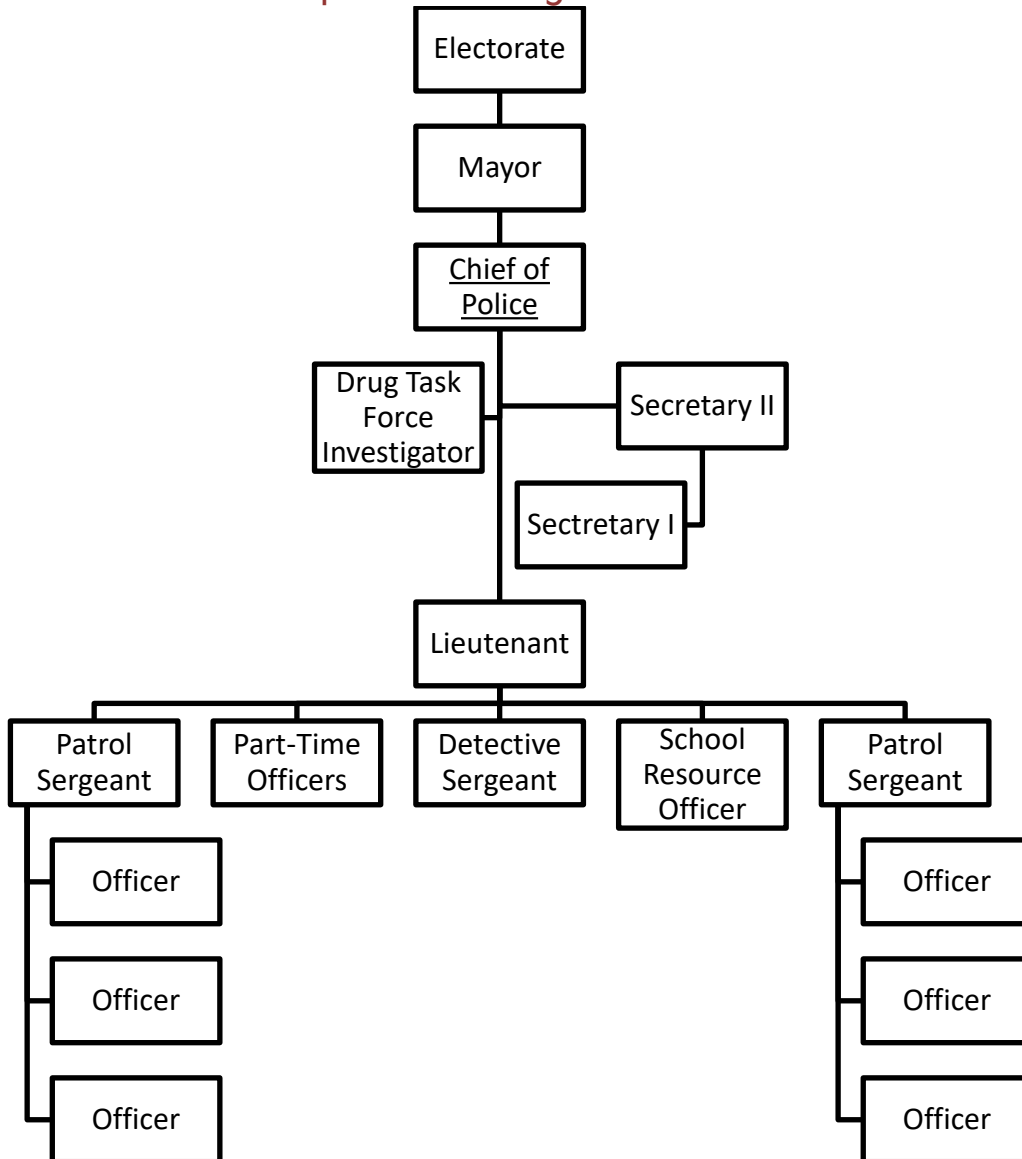 Electorate
Mayor
Chief of
Police
Drug Task
Force
Investigator
Secretary II
Sectretary I
Lieutenant
Patrol
Sergeant
Part-Time
Officers
Detective
Sergeant
School
Resource
Officer
Patrol
Sergeant
Officer
Officer
Officer
Officer
Officer
Officer